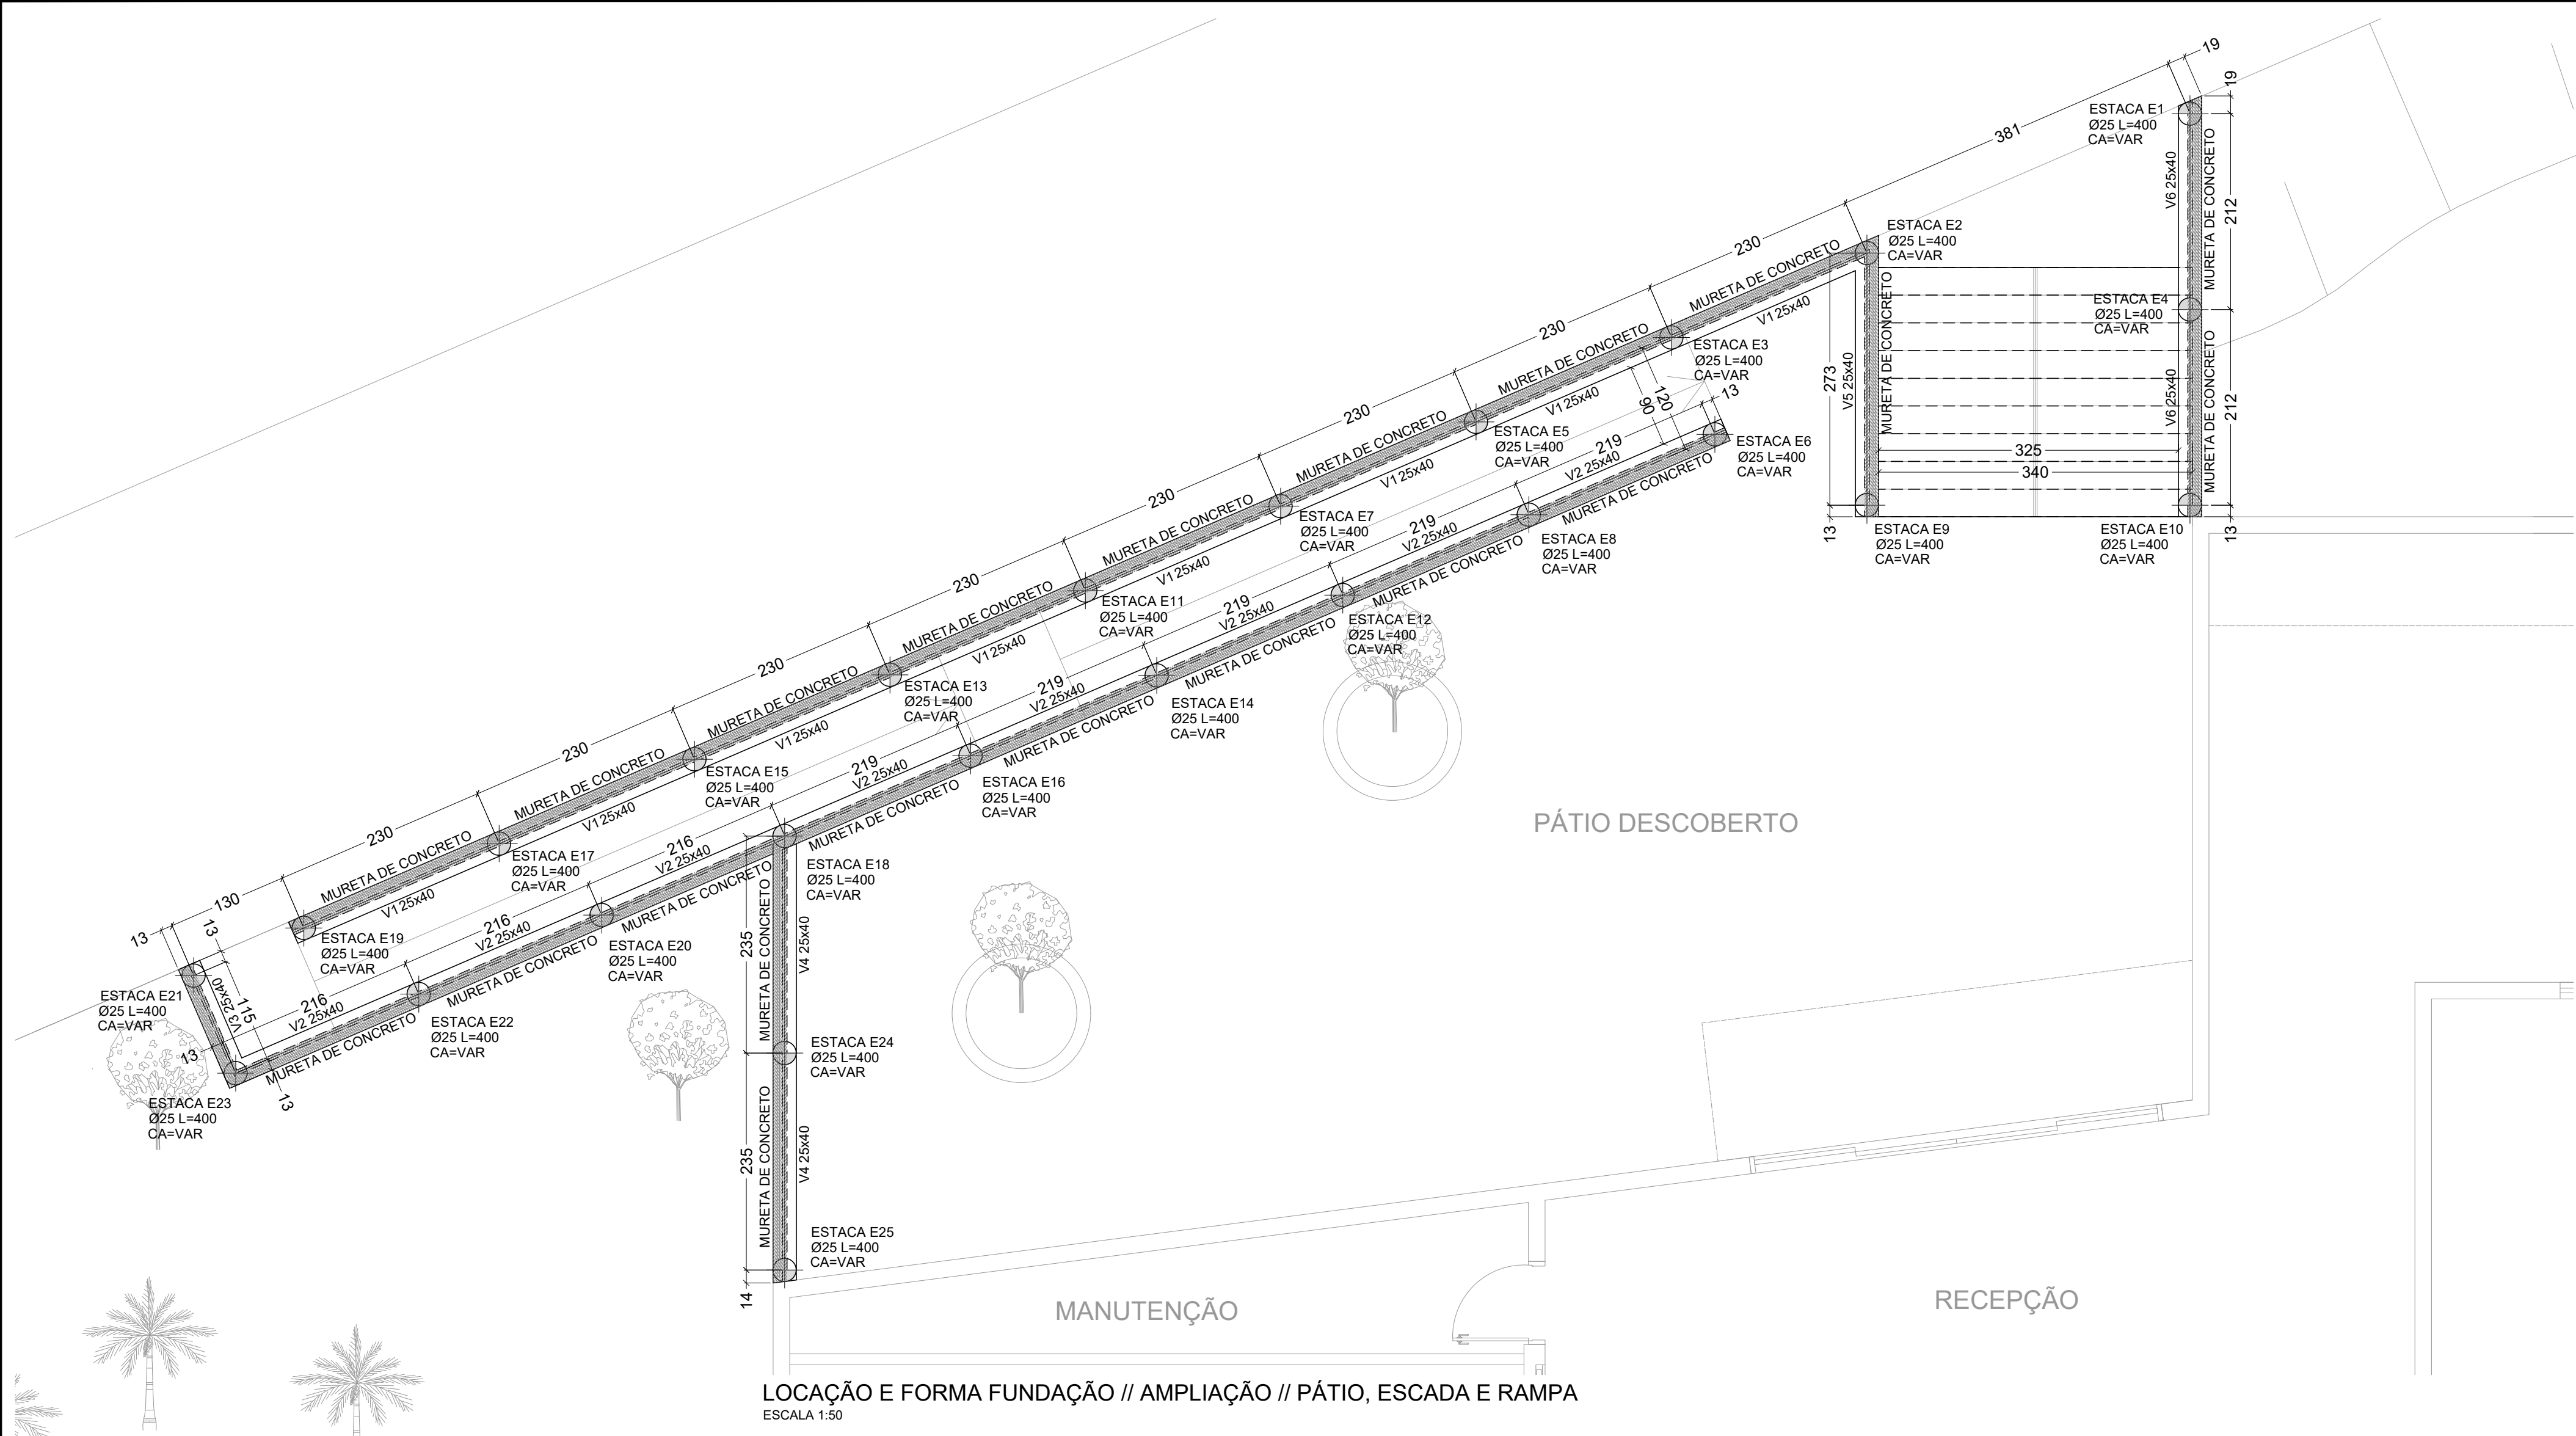 19
19
381
ESTACA E1
Ø25 L=400
CA=VAR
V6 25x40
MURETA DE CONCRETO
212
ESTACA E2
Ø25 L=400
CA=VAR
230
MURETA DE CONCRETO
V1 25x40
MURETA DE CONCRETO
273
V5 25x40
ESTACA E4
Ø25 L=400
CA=VAR
V6 25x40
MURETA DE CONCRETO
212
325
340
13
13
ESTACA E9
Ø25 L=400
CA=VAR
ESTACA E10
Ø25 L=400
CA=VAR
230
MURETA DE CONCRETO
V1 25x40
ESTACA E3
Ø25 L=400
CA=VAR
120
90
13
230
MURETA DE CONCRETO
V1 25x40
ESTACA E5
Ø25 L=400
CA=VAR
219
V2 25x40
MURETA DE CONCRETO
ESTACA E6
Ø25 L=400
CA=VAR
230
MURETA DE CONCRETO
V1 25x40
ESTACA E7
Ø25 L=400
CA=VAR
219
V2 25x40
MURETA DE CONCRETO
ESTACA E8
Ø25 L=400
CA=VAR
230
MURETA DE CONCRETO
V1 25x40
ESTACA E11
Ø25 L=400
CA=VAR
219
V2 25x40
MURETA DE CONCRETO
ESTACA E12
Ø25 L=400
CA=VAR
230
MURETA DE CONCRETO
V1 25x40
ESTACA E13
Ø25 L=400
CA=VAR
219
V2 25x40
MURETA DE CONCRETO
ESTACA E14
Ø25 L=400
CA=VAR
230
MURETA DE CONCRETO
V1 25x40
ESTACA E15
Ø25 L=400
CA=VAR
219
V2 25x40
MURETA DE CONCRETO
ESTACA E16
Ø25 L=400
CA=VAR
230
MURETA DE CONCRETO
V1 25x40
ESTACA E17
Ø25 L=400
CA=VAR
216
V2 25x40
MURETA DE CONCRETO
ESTACA E18
Ø25 L=400
CA=VAR
130
13
13
ESTACA E19
Ø25 L=400
CA=VAR
216
V2 25x40
MURETA DE CONCRETO
ESTACA E20
Ø25 L=400
CA=VAR
ESTACA E21
Ø25 L=400
CA=VAR
V3 25x40
115
13
216
V2 25x40
MURETA DE CONCRETO
13
ESTACA E22
Ø25 L=400
CA=VAR
ESTACA E23
Ø25 L=400
CA=VAR
235
MURETA DE CONCRETO
V4 25x40
ESTACA E24
Ø25 L=400
CA=VAR
235
MURETA DE CONCRETO
V4 25x40
ESTACA E25
Ø25 L=400
CA=VAR
14
PÁTIO DESCOBERTO
MANUTENÇÃO
RECEPÇÃO
LOCAÇÃO E FORMA FUNDAÇÃO // AMPLIAÇÃO // PÁTIO, ESCADA E RAMPA
ESCALA 1:50